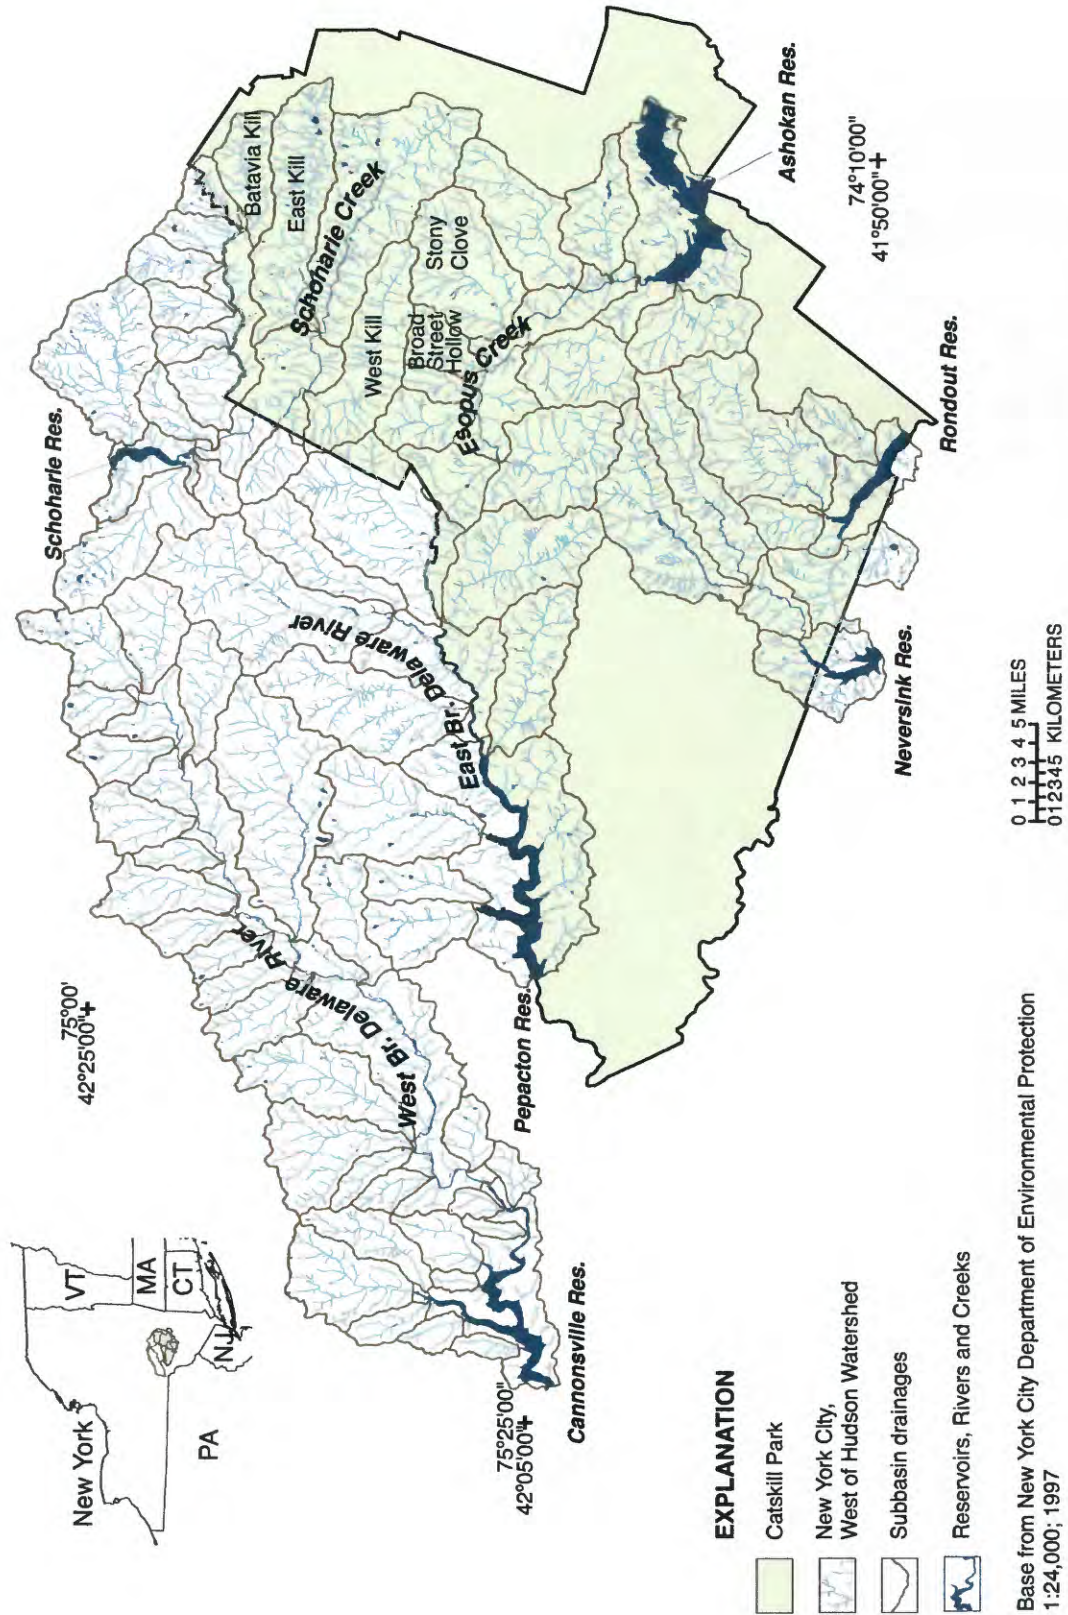 New York
VT
MA
CT
NJ
PA
75°00'
42°25'00"+
Schoharie Res.
Batavia Kill
East Kill
Schoharie Creek
West Kill
Stony
Clove
Broad
Street
Hollow
Esopus Creek
East Br. Delaware River
West Br. Delaware River
Pepacton Res.
Cannonsville Res.
75°25'00"
42°05'00"+
Ashokan Res.
74°10'00"
41°50'00"+
Rondout Res.
Neversink Res.
EXPLANATION
Catskill Park
New York City,
West of Hudson Watershed
Subbasin drainages
Reservoirs, Rivers and Creeks
0 1 2 3 4 5 MILES
0 1 2 3 4 5 KILOMETERS
Base from New York City Department of Environmental Protection
1:24,000; 1997